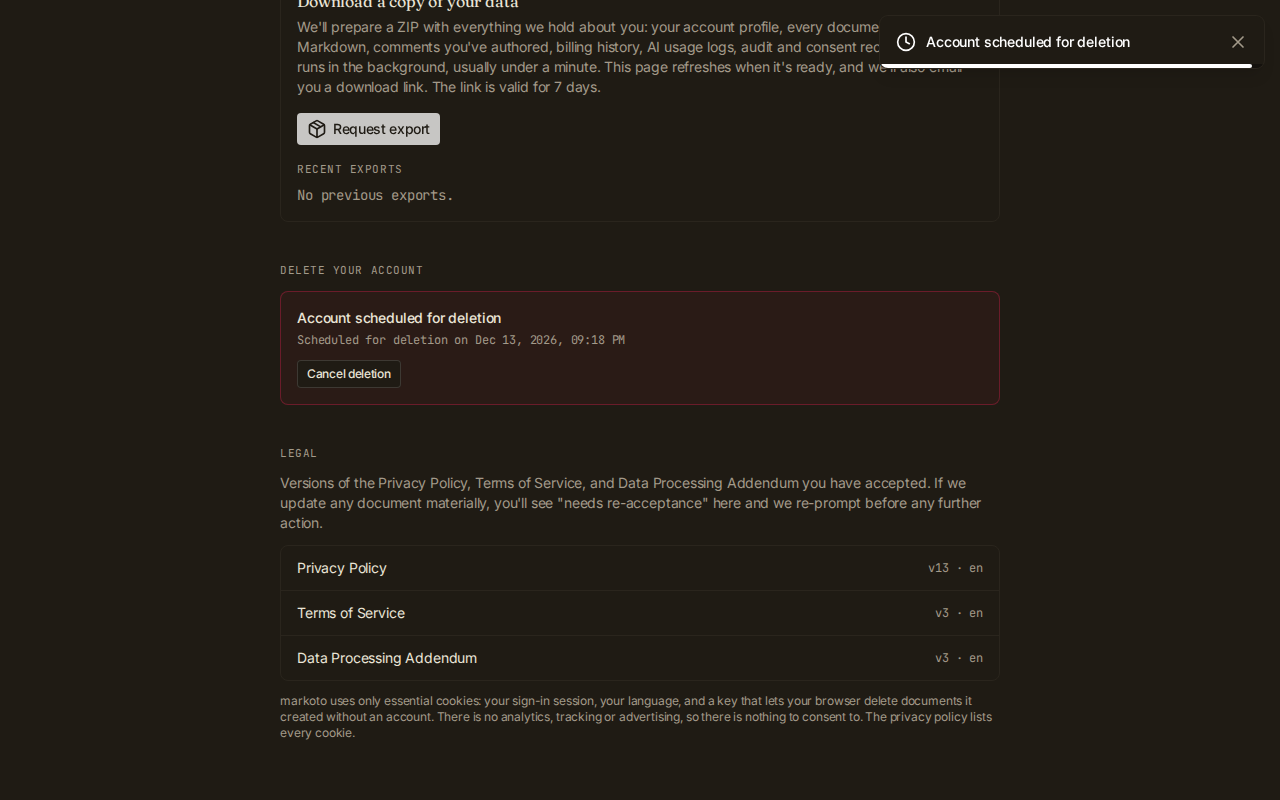 Download a copy of your data
We'll prepare a ZIP with everything we hold about you: your account profile, every docume
Markdown, comments you've authored, billing history, AI usage logs, audit and consent rec
runs in the background, usually under a minute. This page refreshes when it's ready, and we'll also email
you a download link. The link is valid for 7 days.
Account scheduled for deletion
Request export
RECENT EXPORTS
No previous exports.
DELETE YOUR ACCOUNT
Account scheduled for deletion
Scheduled for deletion on Dec 13, 2026, 09:18 PM
Cancel deletion
LEGAL
Versions of the Privacy Policy, Terms of Service, and Data Processing Addendum you have accepted. If we
update any document materially, you'll see "needs re-acceptance" here and we re-prompt before any further
action.
Privacy Policy v13 · en
Terms of Service v3 · en
Data Processing Addendum v3 · en
markoto uses only essential cookies: your sign-in session, your language, and a key that lets your browser delete documents it
created without an account. There is no analytics, tracking or advertising, so there is nothing to consent to. The privacy policy lists
every cookie.